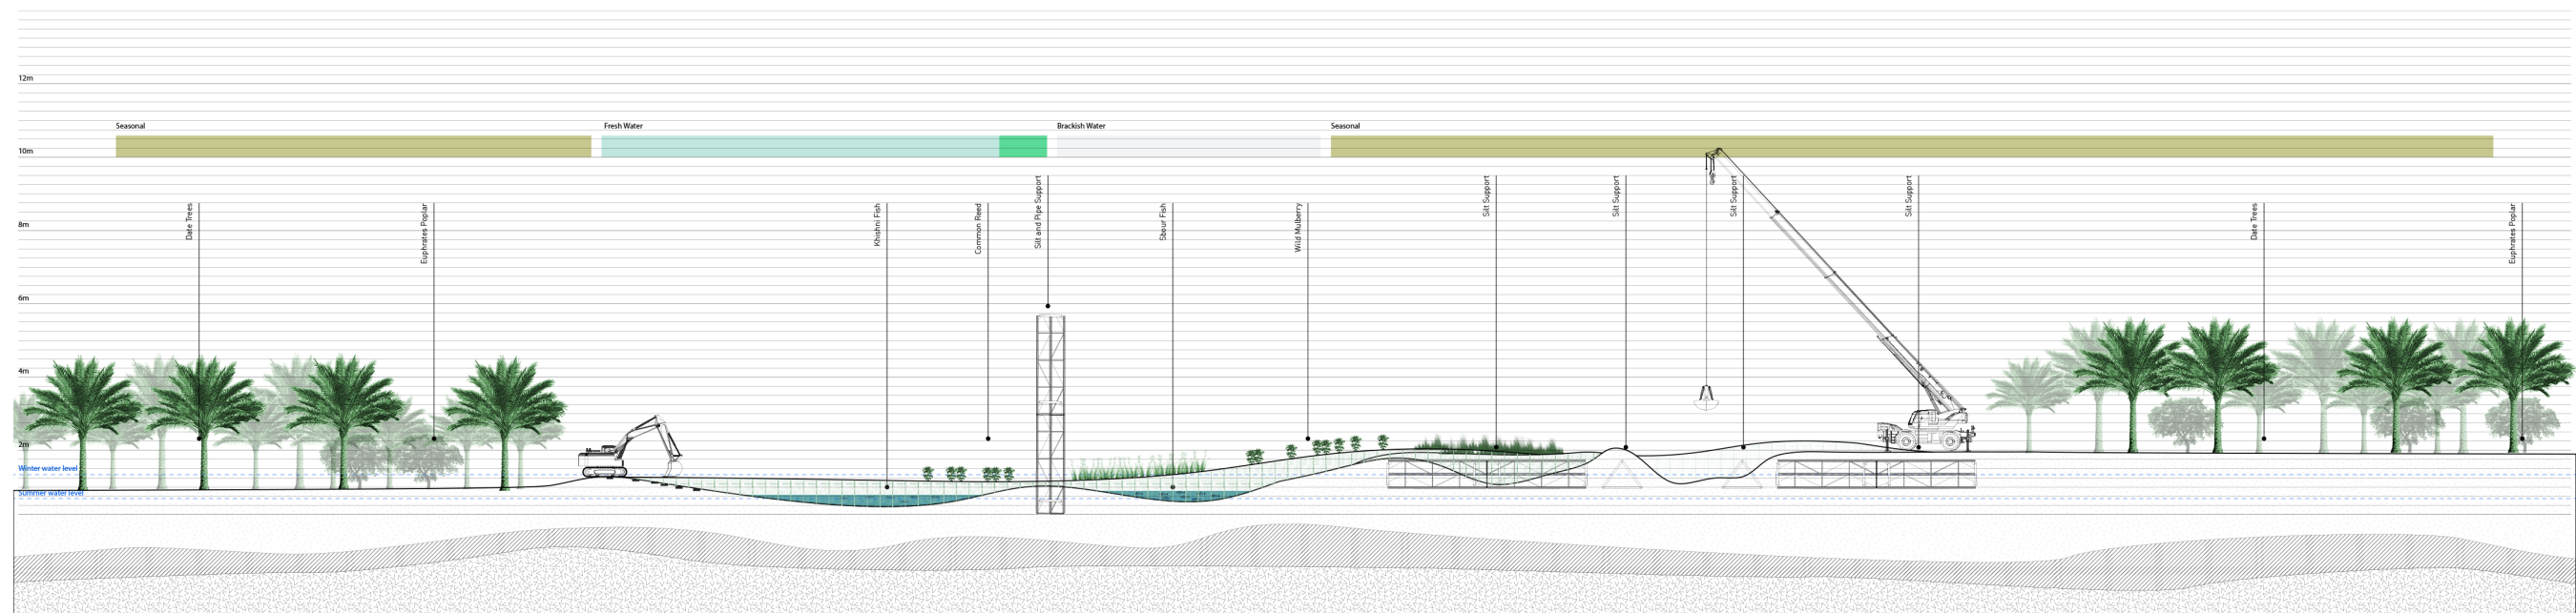 12m
Seasonal
Fresh Water
Brackish Water
Seasonal
10m
Date Trees
Euphrates Poplar
Khishni Fish
Common Reed
Silt and Pipe Support
Sbour Fish
Wild Mulberry
Silt Support
Silt Support
Silt Support
Silt Support
Date Trees
Euphrates Poplar
8m
6m
4m
2m
Winter water level
Summer water level